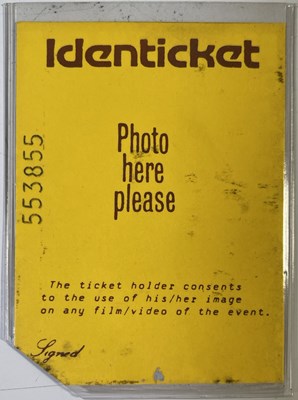 Identicket
Photo
here
please
553855
The ticket holder consents
to the use of his/her image
on any film/video of the event.
Signed